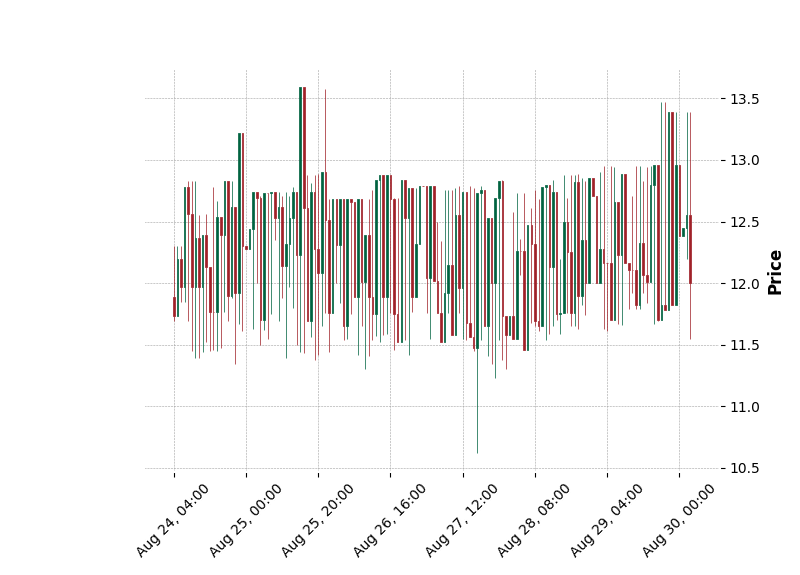 13.5
13.0
12.5
12.0
11.5
11.0
10.5
Price
Aug 24, 04:00
Aug 25, 00:00
Aug 25, 20:00
Aug 26, 16:00
Aug 27, 12:00
Aug 28, 08:00
Aug 29, 04:00
Aug 30, 00:00